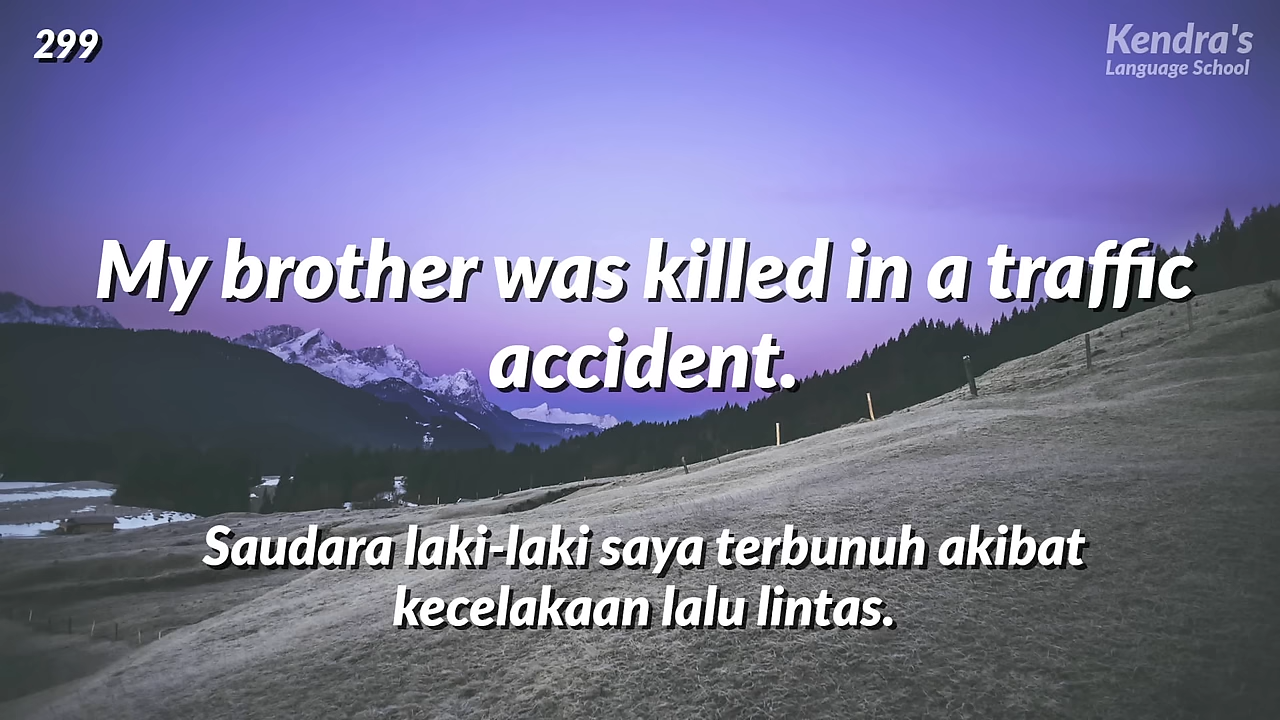 299
Kendra's
Language School
My brother was killed in a traffic
accident.
Saudara laki-laki saya terbunuh akibat
kecelakaan lalu lintas.